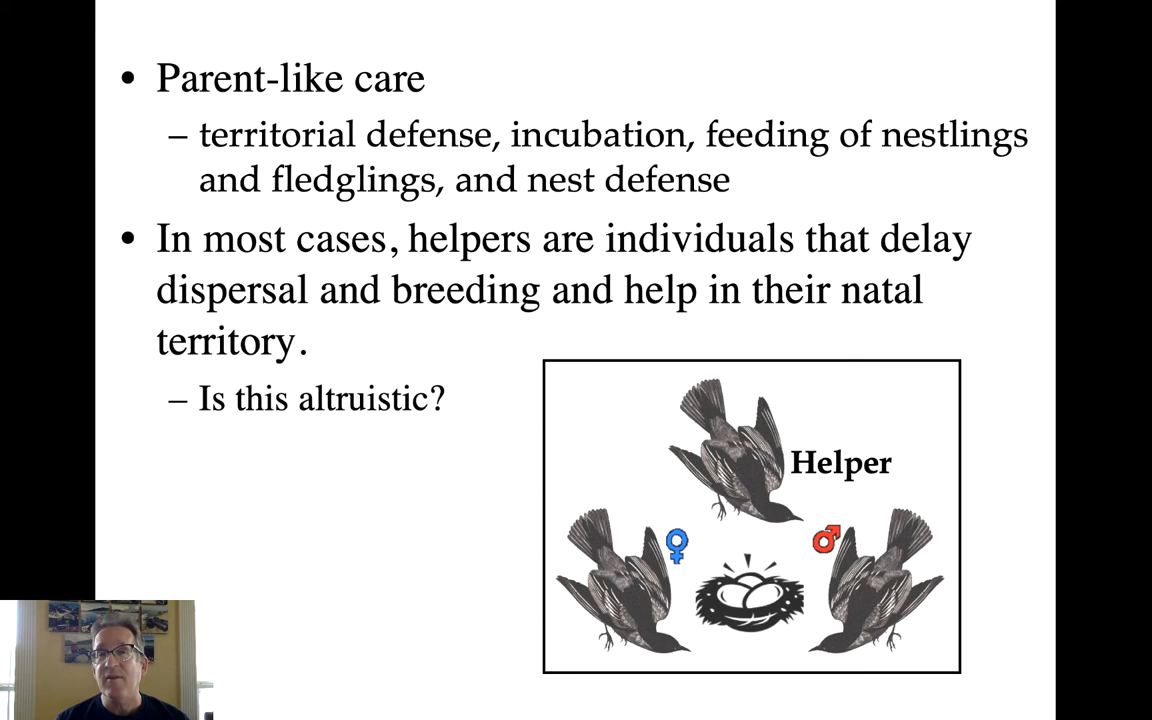 • Parent-like care
– territorial defense, incubation, feeding of nestlings
and fledglings, and nest defense
• In most cases, helpers are individuals that delay
dispersal and breeding and help in their natal
territory.
– Is this altruistic?
Helper
♀ ♂